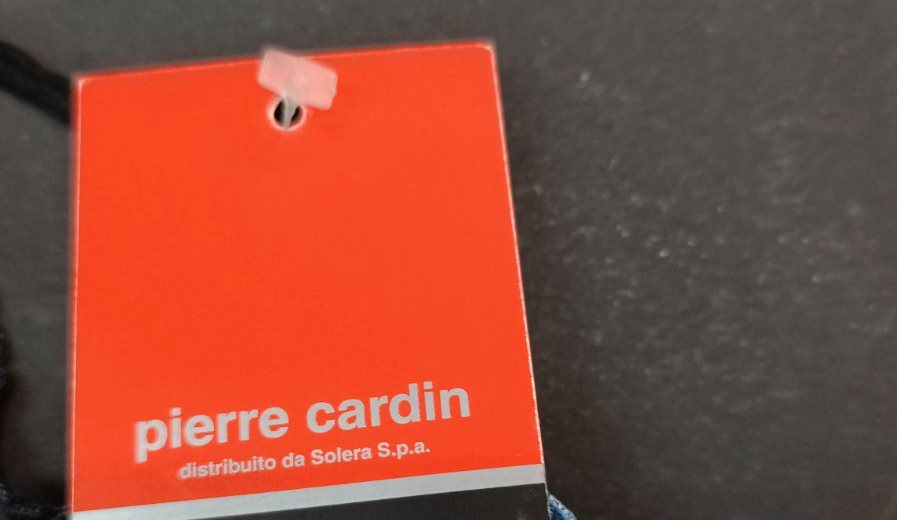 pierre cardin
distribuito da Solera S.p.a.